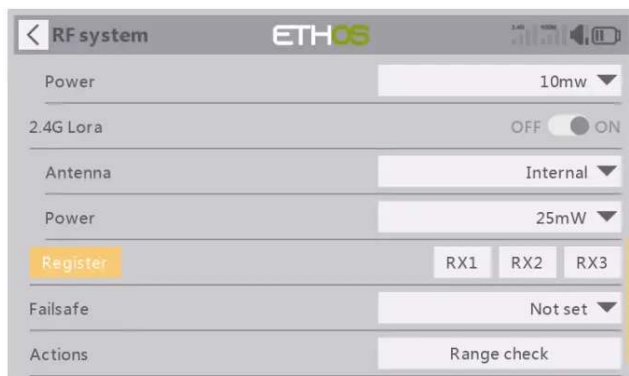 RF system ETHOS
Power 10mw
2.4G Lora OFF ON
Antenna Internal
Power 25mW
Register RX1 RX2 RX3
Failsafe Not set
Actions Range check